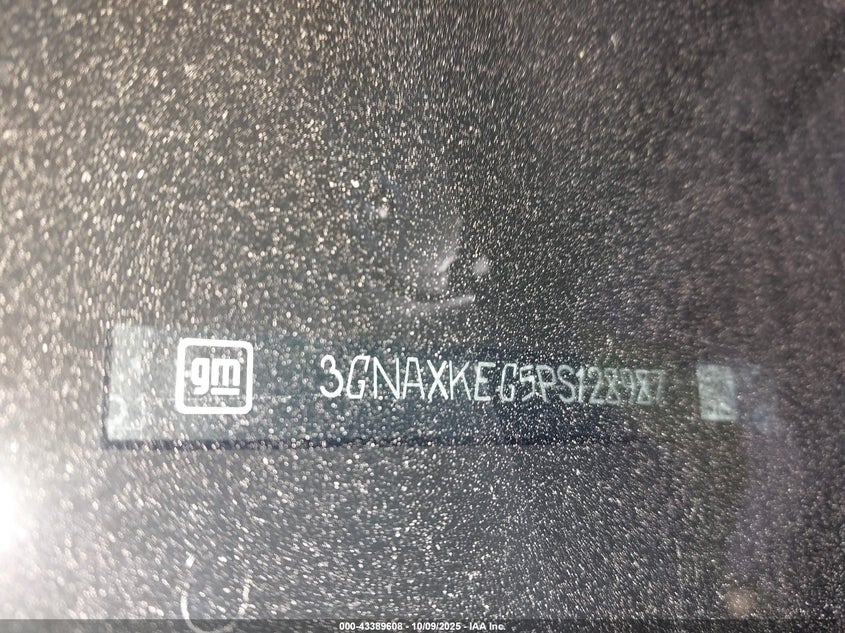 gm 3GNAXKEG5PS128987
000-43389608 - 10/09/2025 - IAA Inc.